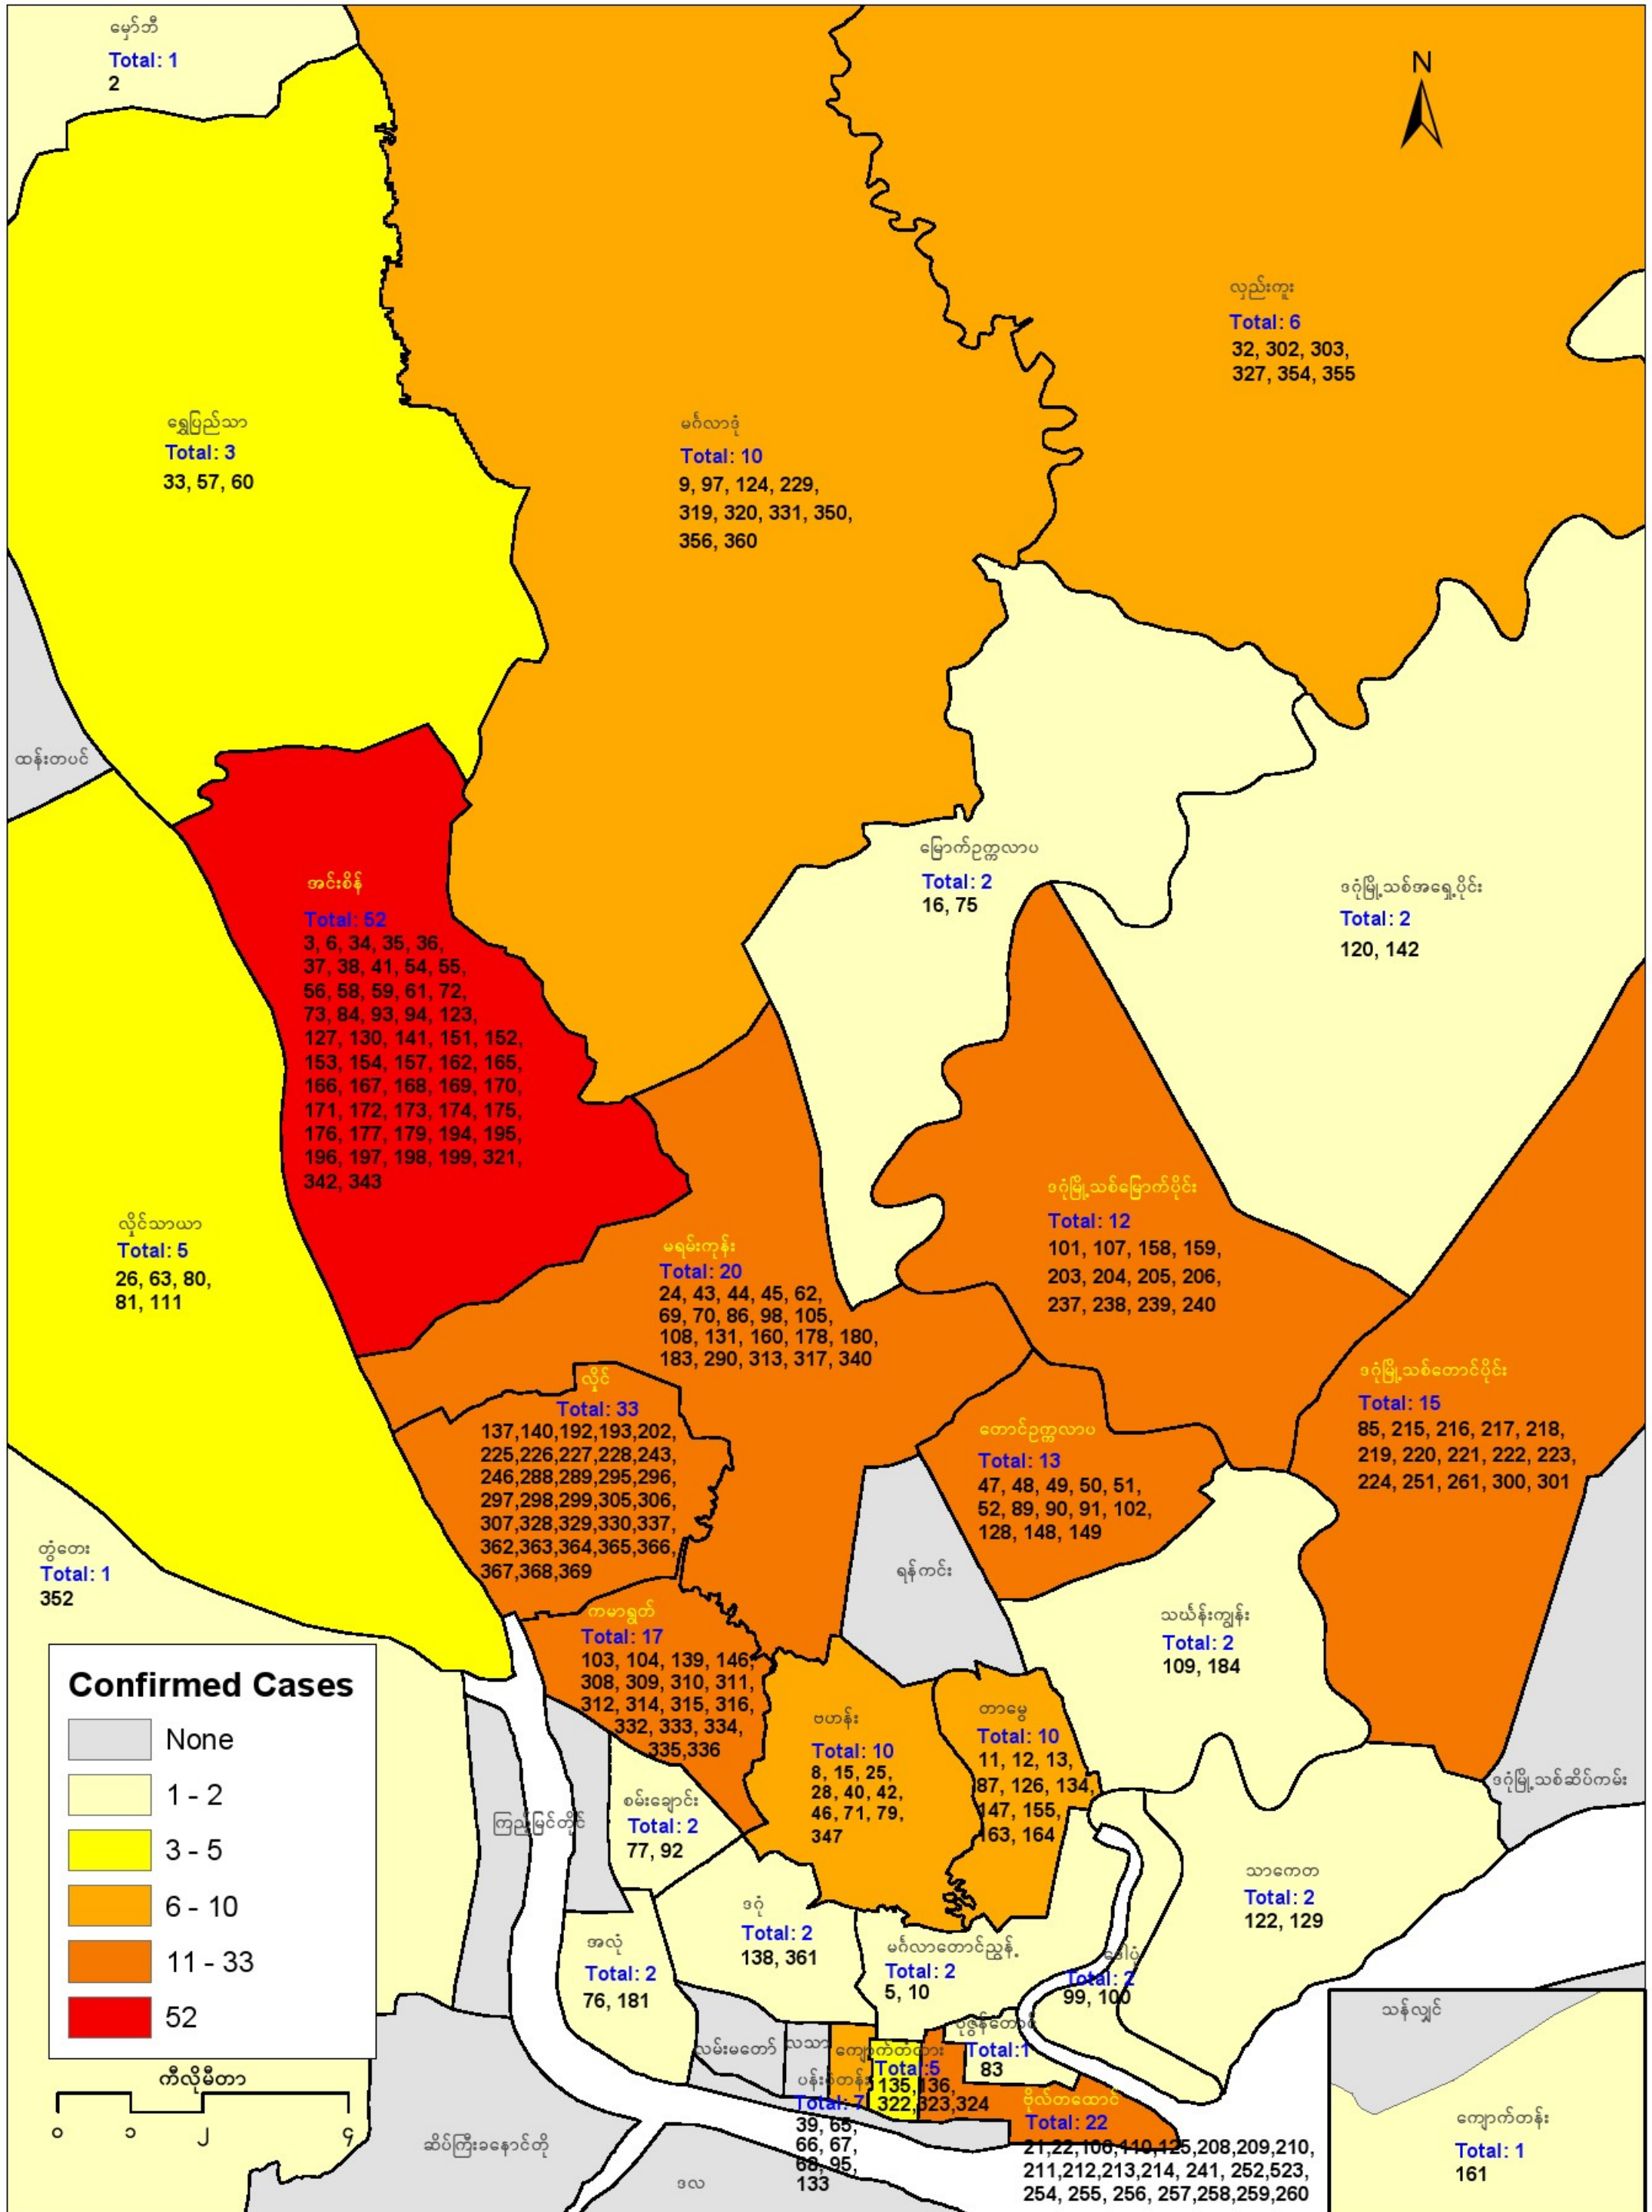 မှော်ဘီ
Total: 1
2
N
လှည်းကူး
Total: 6
32, 302, 303,
327, 354, 355
ရွှေပြည်သာ
Total: 3
33, 57, 60
မင်္ဂလာဒုံ
Total: 10
9, 97, 124, 229,
319, 320, 331, 350,
356, 360
ထန်းတပင်
အင်းစိန်
Total: 52
3, 6, 34, 35, 36,
37, 38, 41, 54, 55,
56, 58, 59, 61, 72,
73, 84, 93, 94, 123,
127, 130, 141, 151, 152,
153, 154, 157, 162, 165,
166, 167, 168, 169, 170,
171, 172, 173, 174, 175,
176, 177, 179, 194, 195,
196, 197, 198, 199, 321,
342, 343
မြောက်ဥက္ကလာပ
Total: 2
16, 75
ဒဂုံမြို့သစ်အရှေ့ပိုင်း
Total: 2
120, 142
လှိုင်သာယာ
Total: 5
26, 63, 80,
81, 111
မရမ်းကုန်း
Total: 20
24, 43, 44, 45, 62,
69, 70, 86, 98, 105,
108, 131, 160, 178, 180,
183, 290, 313, 317, 340
ဒဂုံမြို့သစ်မြောက်ပိုင်း
Total: 12
101, 107, 158, 159,
203, 204, 205, 206,
237, 238, 239, 240
ဒဂုံမြို့သစ်တောင်ပိုင်း
Total: 15
85, 215, 216, 217, 218,
219, 220, 221, 222, 223,
224, 251, 261, 300, 301
လှိုင်
Total: 33
137,140,192,193,202,
225,226,227,228,243,
246,288,289,295,296,
297,298,299,305,306,
307,328,329,330,337,
362,363,364,365,366,
367,368,369
တောင်ဥက္ကလာပ
Total: 13
47, 48, 49, 50, 51,
52, 89, 90, 91, 102,
128, 148, 149
တွံတေး
Total: 1
352
ရန်ကင်း
ကမာရွတ်
Total: 17
103, 104, 139, 146,
308, 309, 310, 311,
312, 314, 315, 316,
332, 333, 334,
335,336
သင်္ဃန်းကျွန်း
Total: 2
109, 184
ဗဟန်း
Total: 10
8, 15, 25,
28, 40, 42,
46, 71, 79,
347
တာမွေ
Total: 10
11, 12, 13,
87, 126, 134,
147, 155,
163, 164
ဒဂုံမြို့သစ်ဆိပ်ကမ်း
Confirmed Cases
None
1 - 2
3 - 5
6 - 10
11 - 33
52
ကြည့်မြင်တိုင်
စမ်းချောင်း
Total: 2
77, 92
သာကေတ
Total: 2
122, 129
ဒဂုံ
Total: 2
138, 361
အလုံ
Total: 2
76, 181
မင်္ဂလာတောင်ညွန့်
Total: 2
5, 10
ဒေါပုံ
Total: 2
99, 100
ပုဇွန်တောင်
Total:1
83
လမ်းမတော်
လသာ
ကျောက်တံတား
Total:5
135, 136,
322,323,324
ပန်းဘဲတန်း
Total: 7
39, 65,
66, 67,
68, 95,
133
ဗိုလ်တထောင်
Total: 22
21,22,106,110,125,208,209,210,
211,212,213,214, 241, 252,523,
254, 255, 256, 257,258,259,260
သန်လျှင်
ကျောက်တန်း
Total: 1
161
ကီလိုမီတာ
၀ ၁ ၂ ၄
ဆိပ်ကြီးခနောင်တို
ဒလ